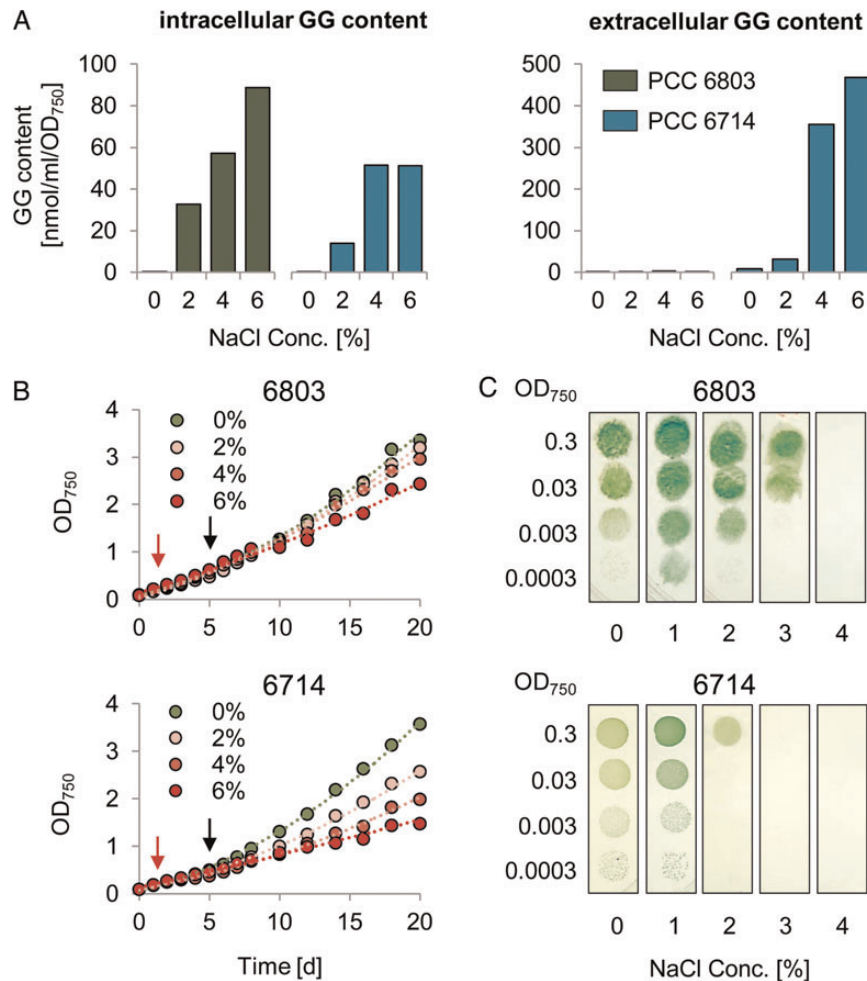 A
intracellular GG content
extracellular GG content
GG content
[nmol/ml/OD750]
100
80
60
40
20
0
0 2 4 6 0 2 4 6
NaCl Conc. [%]
500
400
300
200
100
0
PCC 6803
PCC 6714
0 2 4 6 0 2 4 6
NaCl Conc. [%]
B
6803
OD750
4
3
2
1
0
0%
2%
4%
6%
0 5 10 15 20
6714
OD750
4
3
2
1
0
0%
2%
4%
6%
0 5 10 15 20
Time [d]
C
OD750 6803
0.3
0.03
0.003
0.0003
0 1 2 3 4
OD750 6714
0.3
0.03
0.003
0.0003
0 1 2 3 4
NaCl Conc. [%]